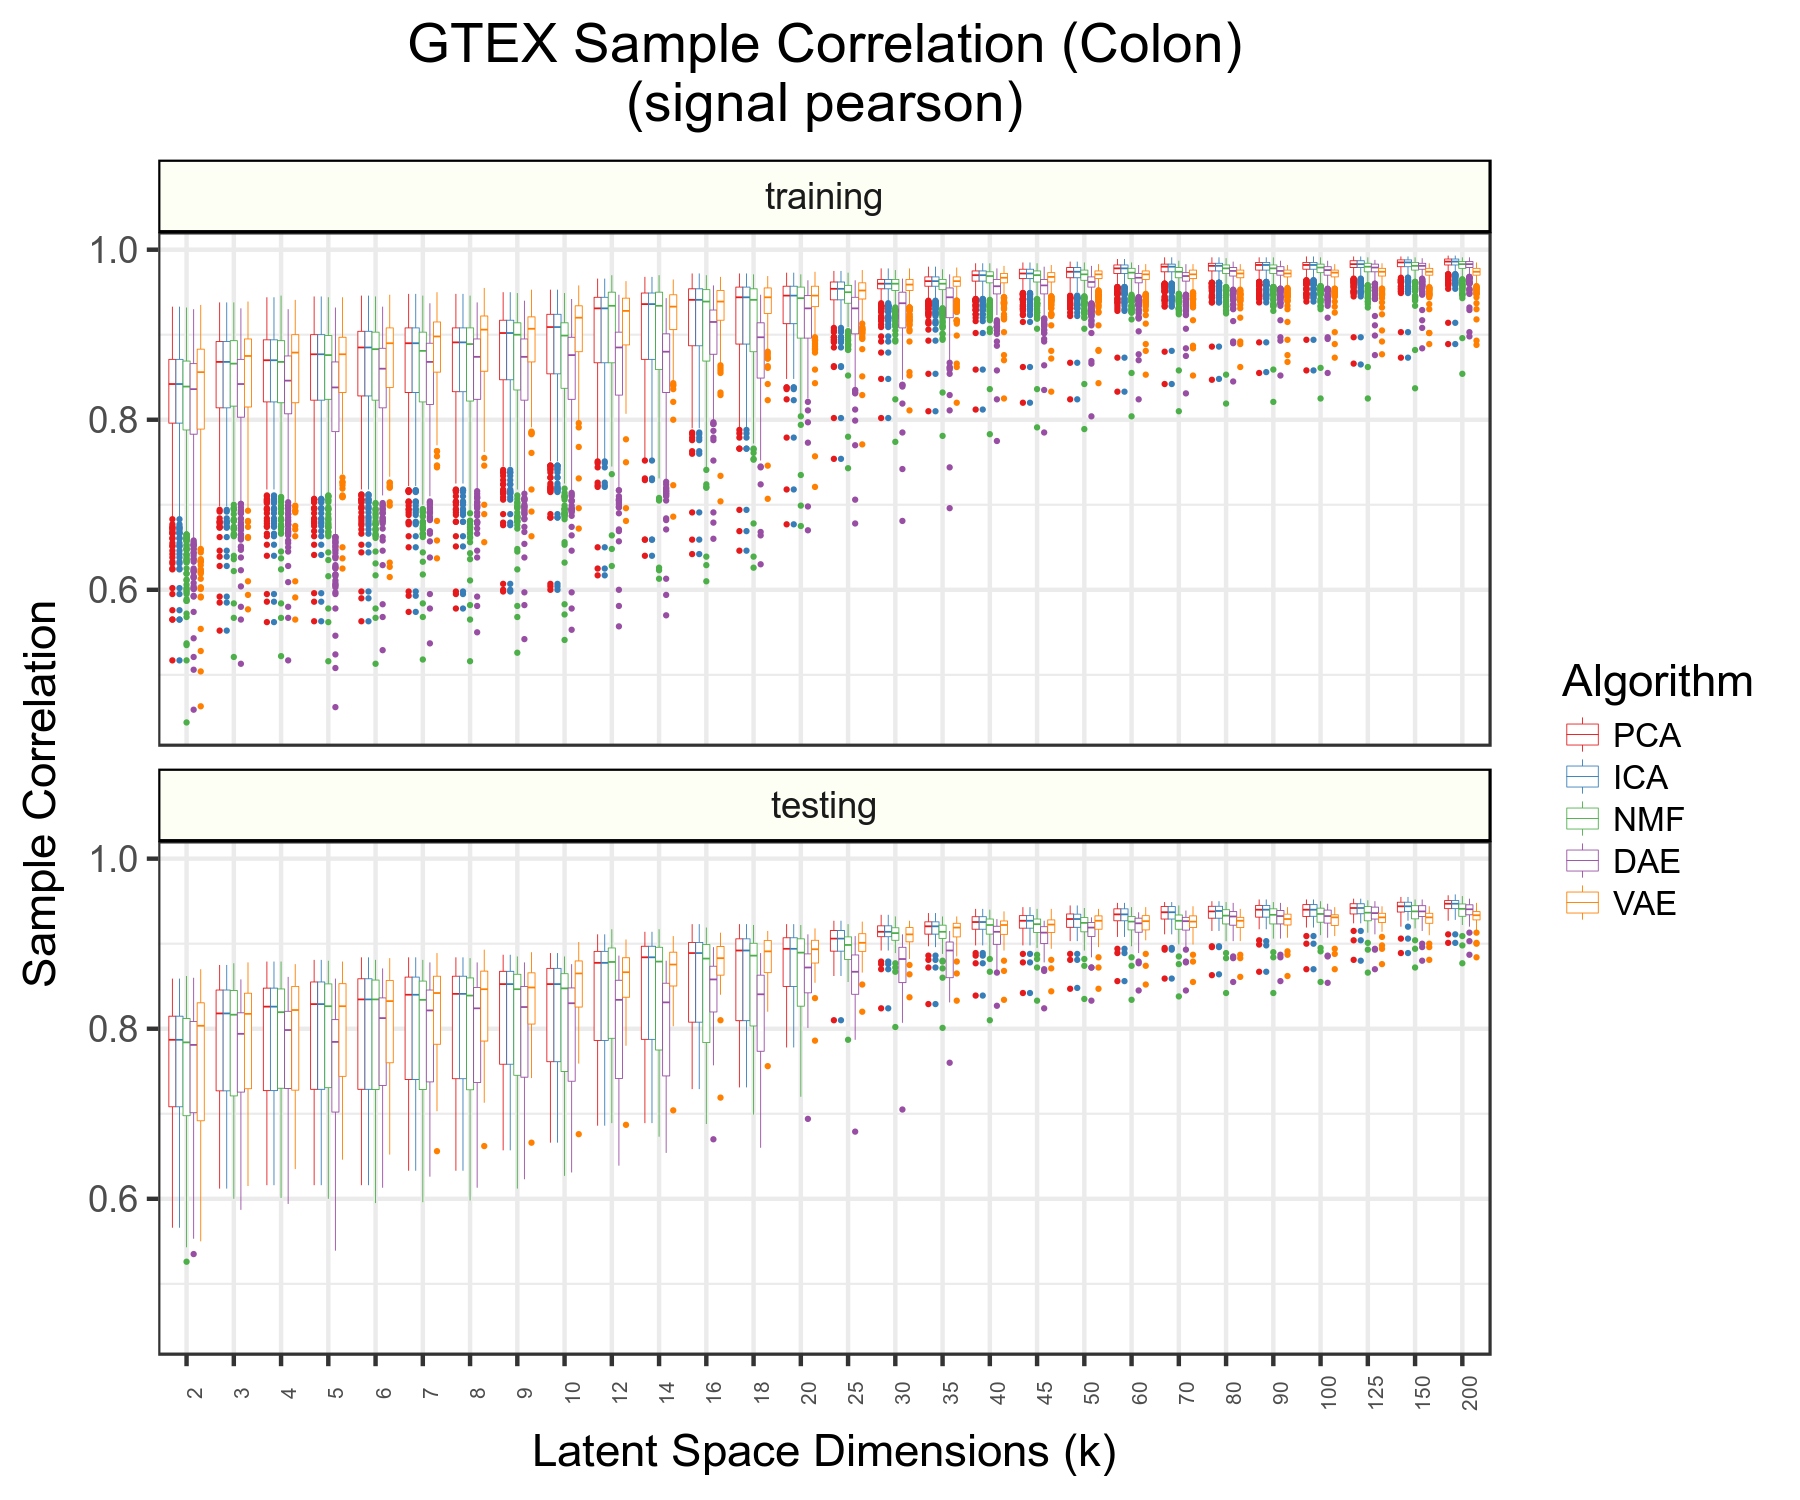 GTEX Sample Correlation (Colon)
(signal pearson)
training
1.0
0.8
0.6
testing
1.0
0.8
0.6
Sample Correlation
2 3 4 5 6 7 8 9 10 12 14 16 18 20 25 30 35 40 45 50 60 70 80 90 100 125 150 200
Latent Space Dimensions (k)
Algorithm
PCA
ICA
NMF
DAE
VAE